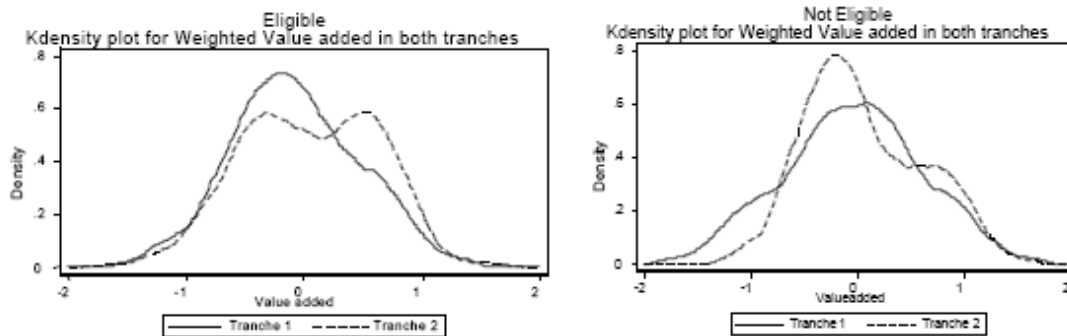 Eligible
Kdensity plot for Weighted Value added in both tranches
.8
.6
.4
.2
0
Density
-2
-1
0
1
2
Value added
Tranche 1
Tranche 2
Not Eligible
Kdensity plot for Weighted Value added in both tranches
.8
.6
.4
.2
0
Density
-2
-1
0
1
2
Valueadded
Tranche 1
Tranche 2